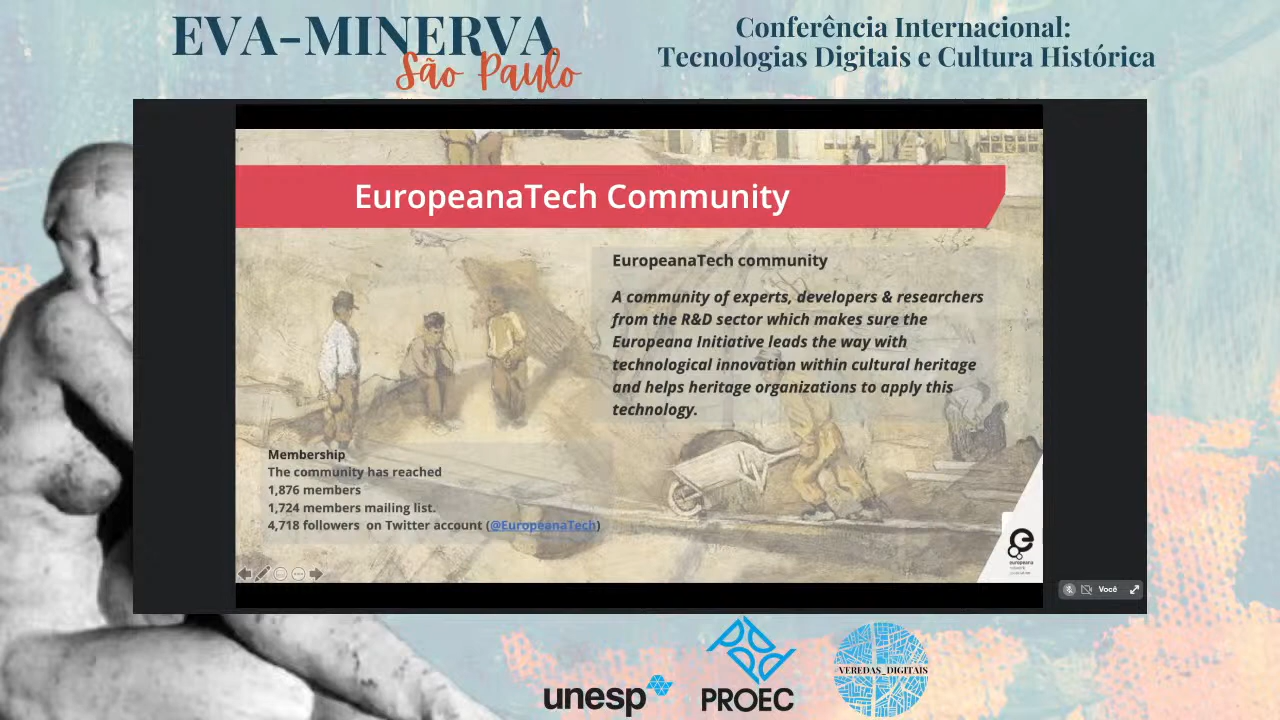 EVA-MINERVA
São Paulo
Conferência Internacional:
Tecnologias Digitais e Cultura Histórica
EuropeanaTech Community
EuropeanaTech community
A community of experts, developers & researchers
from the R&D sector which makes sure the
Europeana Initiative leads the way with
technological innovation within cultural heritage
and helps heritage organizations to apply this
technology.
Membership
The community has reached
1,876 members
1,724 members mailing list.
4,718 followers on Twitter account (@EuropeanaTech)
europeana
Você
unesp
PROEC
VEREDAS_DIGITAIS